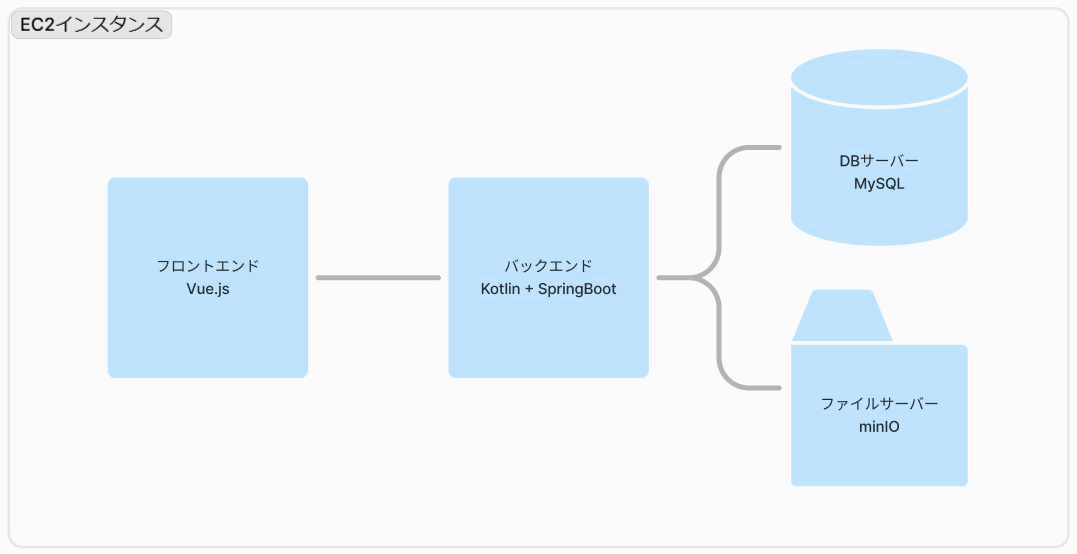 EC2インスタンス
フロントエンド
Vue.js
バックエンド
Kotlin + SpringBoot
DBサーバー
MySQL
ファイルサーバー
minIO